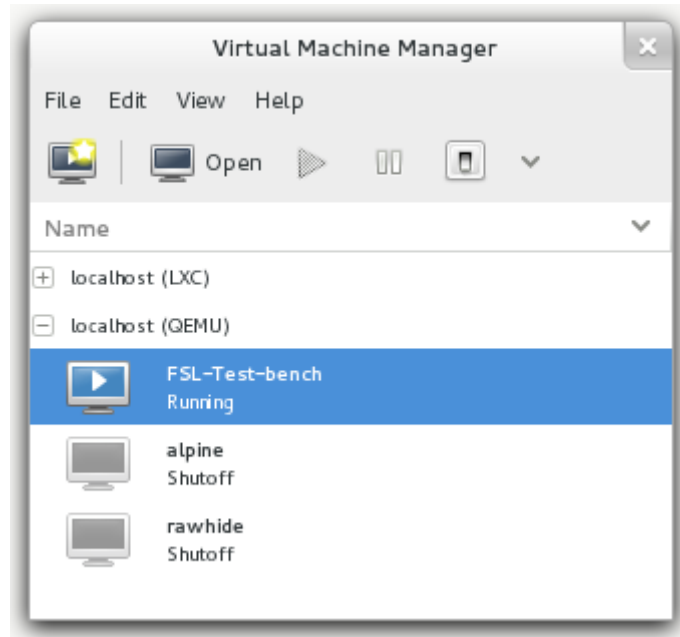 Virtual Machine Manager
File Edit View Help
Open
Name
localhost (LXC)
localhost (QEMU)
FSL-Test-bench
Running
alpine
Shutoff
rawhide
Shutoff